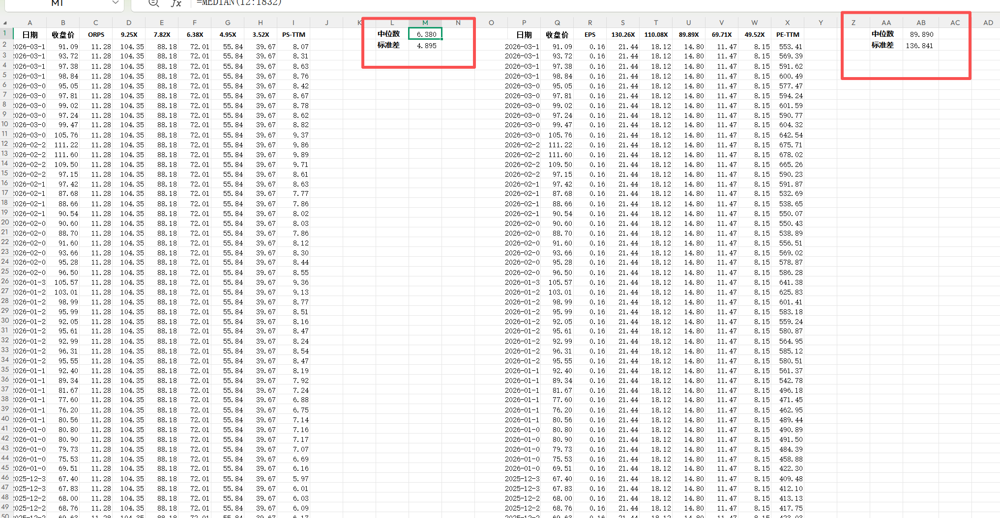 M1 fx =MEDIAN(I2:I832)
A B C D E F G H I J K L M N O P Q R S T U V W X Y Z AA AB AC AD
1 日期 收盘价 ORPS 9.25X 7.82X 6.38X 4.95X 3.52X PS-TTM 中位数 6.380 日期 收盘价 EPS 130.26X 110.08X 89.89X 69.71X 49.52X PE-TTM 中位数 89.890
2 2026-03-1 91.09 11.28 104.35 88.18 72.01 55.84 39.67 8.07 标准差 4.895 2026-03-1 91.09 0.16 21.44 18.12 14.80 11.47 8.15 553.41 标准差 136.841
3 2026-03-1 93.72 11.28 104.35 88.18 72.01 55.84 39.67 8.31 2026-03-1 93.72 0.16 21.44 18.12 14.80 11.47 8.15 569.39
4 2026-03-1 97.38 11.28 104.35 88.18 72.01 55.84 39.67 8.63 2026-03-1 97.38 0.16 21.44 18.12 14.80 11.47 8.15 591.62
5 2026-03-1 98.84 11.28 104.35 88.18 72.01 55.84 39.67 8.76 2026-03-1 98.84 0.16 21.44 18.12 14.80 11.47 8.15 600.49
6 2026-03-0 95.05 11.28 104.35 88.18 72.01 55.84 39.67 8.42 2026-03-0 95.05 0.16 21.44 18.12 14.80 11.47 8.15 577.47
7 2026-03-0 97.81 11.28 104.35 88.18 72.01 55.84 39.67 8.67 2026-03-0 97.81 0.16 21.44 18.12 14.80 11.47 8.15 594.24
8 2026-03-0 99.02 11.28 104.35 88.18 72.01 55.84 39.67 8.78 2026-03-0 99.02 0.16 21.44 18.12 14.80 11.47 8.15 601.59
9 2026-03-0 97.24 11.28 104.35 88.18 72.01 55.84 39.67 8.62 2026-03-0 97.24 0.16 21.44 18.12 14.80 11.47 8.15 590.77
10 2026-03-0 99.47 11.28 104.35 88.18 72.01 55.84 39.67 8.82 2026-03-0 99.47 0.16 21.44 18.12 14.80 11.47 8.15 604.32
11 2026-03-0 105.76 11.28 104.35 88.18 72.01 55.84 39.67 9.37 2026-03-0 105.76 0.16 21.44 18.12 14.80 11.47 8.15 642.54
12 2026-02-2 111.22 11.28 104.35 88.18 72.01 55.84 39.67 9.86 2026-02-2 111.22 0.16 21.44 18.12 14.80 11.47 8.15 675.71
13 2026-02-2 111.60 11.28 104.35 88.18 72.01 55.84 39.67 9.89 2026-02-2 111.60 0.16 21.44 18.12 14.80 11.47 8.15 678.02
14 2026-02-2 109.50 11.28 104.35 88.18 72.01 55.84 39.67 9.71 2026-02-2 109.50 0.16 21.44 18.12 14.80 11.47 8.15 665.26
15 2026-02-2 97.15 11.28 104.35 88.18 72.01 55.84 39.67 8.61 2026-02-2 97.15 0.16 21.44 18.12 14.80 11.47 8.15 590.23
16 2026-02-1 97.42 11.28 104.35 88.18 72.01 55.84 39.67 8.63 2026-02-1 97.42 0.16 21.44 18.12 14.80 11.47 8.15 591.87
17 2026-02-1 87.68 11.28 104.35 88.18 72.01 55.84 39.67 7.77 2026-02-1 87.68 0.16 21.44 18.12 14.80 11.47 8.15 532.69
18 2026-02-1 88.66 11.28 104.35 88.18 72.01 55.84 39.67 7.86 2026-02-1 88.66 0.16 21.44 18.12 14.80 11.47 8.15 538.65
19 2026-02-1 90.54 11.28 104.35 88.18 72.01 55.84 39.67 8.02 2026-02-1 90.54 0.16 21.44 18.12 14.80 11.47 8.15 550.07
20 2026-02-0 90.60 11.28 104.35 88.18 72.01 55.84 39.67 8.03 2026-02-0 90.60 0.16 21.44 18.12 14.80 11.47 8.15 550.43
21 2026-02-0 88.70 11.28 104.35 88.18 72.01 55.84 39.67 7.86 2026-02-0 88.70 0.16 21.44 18.12 14.80 11.47 8.15 538.89
22 2026-02-0 91.60 11.28 104.35 88.18 72.01 55.84 39.67 8.12 2026-02-0 91.60 0.16 21.44 18.12 14.80 11.47 8.15 556.51
23 2026-02-0 93.66 11.28 104.35 88.18 72.01 55.84 39.67 8.30 2026-02-0 93.66 0.16 21.44 18.12 14.80 11.47 8.15 569.02
24 2026-02-0 95.28 11.28 104.35 88.18 72.01 55.84 39.67 8.44 2026-02-0 95.28 0.16 21.44 18.12 14.80 11.47 8.15 578.87
25 2026-02-0 96.50 11.28 104.35 88.18 72.01 55.84 39.67 8.55 2026-02-0 96.50 0.16 21.44 18.12 14.80 11.47 8.15 586.28
26 2026-01-3 105.57 11.28 104.35 88.18 72.01 55.84 39.67 9.36 2026-01-3 105.57 0.16 21.44 18.12 14.80 11.47 8.15 641.38
27 2026-01-2 103.01 11.28 104.35 88.18 72.01 55.84 39.67 9.13 2026-01-2 103.01 0.16 21.44 18.12 14.80 11.47 8.15 625.83
28 2026-01-2 98.99 11.28 104.35 88.18 72.01 55.84 39.67 8.77 2026-01-2 98.99 0.16 21.44 18.12 14.80 11.47 8.15 601.41
29 2026-01-2 95.99 11.28 104.35 88.18 72.01 55.84 39.67 8.51 2026-01-2 95.99 0.16 21.44 18.12 14.80 11.47 8.15 583.18
30 2026-01-2 92.05 11.28 104.35 88.18 72.01 55.84 39.67 8.16 2026-01-2 92.05 0.16 21.44 18.12 14.80 11.47 8.15 559.24
31 2026-01-2 95.61 11.28 104.35 88.18 72.01 55.84 39.67 8.47 2026-01-2 95.61 0.16 21.44 18.12 14.80 11.47 8.15 580.87
32 2026-01-2 92.99 11.28 104.35 88.18 72.01 55.84 39.67 8.24 2026-01-2 92.99 0.16 21.44 18.12 14.80 11.47 8.15 564.95
33 2026-01-2 96.31 11.28 104.35 88.18 72.01 55.84 39.67 8.54 2026-01-2 96.31 0.16 21.44 18.12 14.80 11.47 8.15 585.12
34 2026-01-2 95.55 11.28 104.35 88.18 72.01 55.84 39.67 8.47 2026-01-2 95.55 0.16 21.44 18.12 14.80 11.47 8.15 580.51
35 2026-01-1 92.40 11.28 104.35 88.18 72.01 55.84 39.67 8.19 2026-01-1 92.40 0.16 21.44 18.12 14.80 11.47 8.15 561.37
36 2026-01-1 89.34 11.28 104.35 88.18 72.01 55.84 39.67 7.92 2026-01-1 89.34 0.16 21.44 18.12 14.80 11.47 8.15 542.78
37 2026-01-1 81.67 11.28 104.35 88.18 72.01 55.84 39.67 7.24 2026-01-1 81.67 0.16 21.44 18.12 14.80 11.47 8.15 496.18
38 2026-01-1 77.60 11.28 104.35 88.18 72.01 55.84 39.67 6.88 2026-01-1 77.60 0.16 21.44 18.12 14.80 11.47 8.15 471.45
39 2026-01-1 76.20 11.28 104.35 88.18 72.01 55.84 39.67 6.75 2026-01-1 76.20 0.16 21.44 18.12 14.80 11.47 8.15 462.95
40 2026-01-1 80.56 11.28 104.35 88.18 72.01 55.84 39.67 7.14 2026-01-1 80.56 0.16 21.44 18.12 14.80 11.47 8.15 489.44
41 2026-01-0 80.80 11.28 104.35 88.18 72.01 55.84 39.67 7.16 2026-01-0 80.80 0.16 21.44 18.12 14.80 11.47 8.15 490.89
42 2026-01-0 80.90 11.28 104.35 88.18 72.01 55.84 39.67 7.17 2026-01-0 80.90 0.16 21.44 18.12 14.80 11.47 8.15 491.50
43 2026-01-0 79.73 11.28 104.35 88.18 72.01 55.84 39.67 7.07 2026-01-0 79.73 0.16 21.44 18.12 14.80 11.47 8.15 484.39
44 2026-01-0 75.53 11.28 104.35 88.18 72.01 55.84 39.67 6.69 2026-01-0 75.53 0.16 21.44 18.12 14.80 11.47 8.15 458.88
45 2026-01-0 69.51 11.28 104.35 88.18 72.01 55.84 39.67 6.16 2026-01-0 69.51 0.16 21.44 18.12 14.80 11.47 8.15 422.30
46 2025-12-3 67.40 11.28 104.35 88.18 72.01 55.84 39.67 5.97 2025-12-3 67.40 0.16 21.44 18.12 14.80 11.47 8.15 409.48
47 2025-12-3 67.83 11.28 104.35 88.18 72.01 55.84 39.67 6.01 2025-12-3 67.83 0.16 21.44 18.12 14.80 11.47 8.15 412.10
48 2025-12-2 68.00 11.28 104.35 88.18 72.01 55.84 39.67 6.03 2025-12-2 68.00 0.16 21.44 18.12 14.80 11.47 8.15 413.13
49 2025-12-2 68.76 11.28 104.35 88.18 72.01 55.84 39.67 6.09 2025-12-2 68.76 0.16 21.44 18.12 14.80 11.47 8.15 417.75